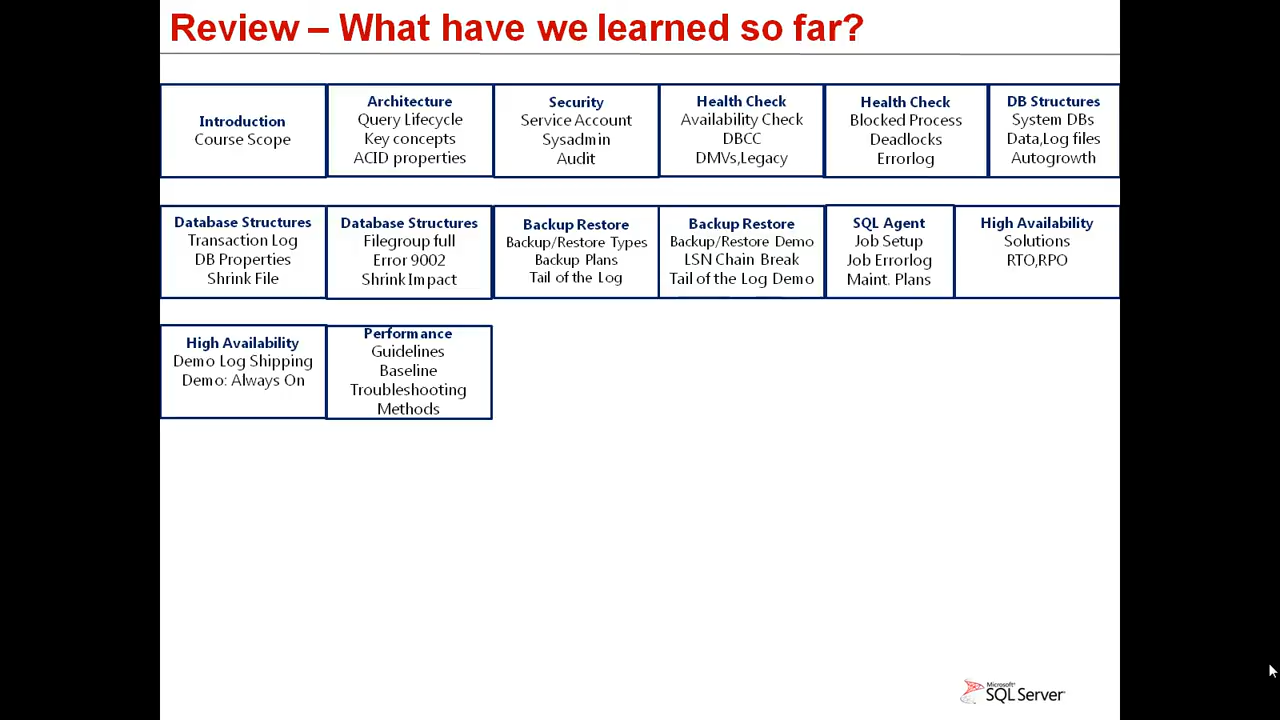 Review – What have we learned so far?
Introduction
Course Scope
Architecture
Query Lifecycle
Key concepts
ACID properties
Security
Service Account
Sysadmin
Audit
Health Check
Availability Check
DBCC
DMVs,Legacy
Health Check
Blocked Process
Deadlocks
Errorlog
DB Structures
System DBs
Data,Log files
Autogrowth
Database Structures
Transaction Log
DB Properties
Shrink File
Database Structures
Filegroup full
Error 9002
Shrink Impact
Backup Restore
Backup/Restore Types
Backup Plans
Tail of the Log
Backup Restore
Backup/Restore Demo
LSN Chain Break
Tail of the Log Demo
SQL Agent
Job Setup
Job Errorlog
Maint. Plans
High Availability
Solutions
RTO,RPO
High Availability
Demo Log Shipping
Demo: Always On
Performance
Guidelines
Baseline
Troubleshooting
Methods
Microsoft
SQL Server